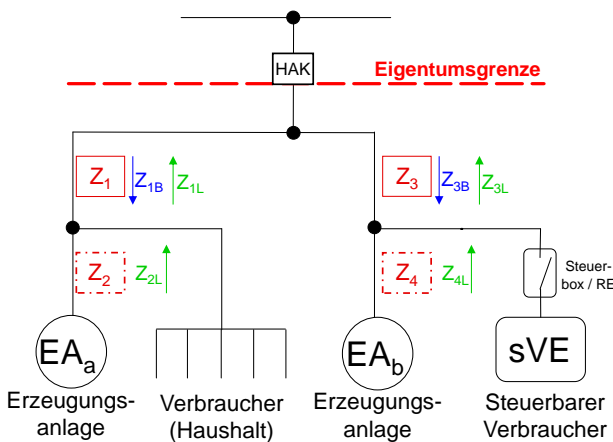 HAK
Eigentumsgrenze
Z1
Z1B
Z1L
Z3
Z3B
Z3L
Z2
Z2L
Z4
Z4L
Steuer-
box / RE
EAa
EAb
sVE
Erzeugungs-
anlage
Verbraucher
(Haushalt)
Erzeugungs-
anlage
Steuerbarer
Verbraucher